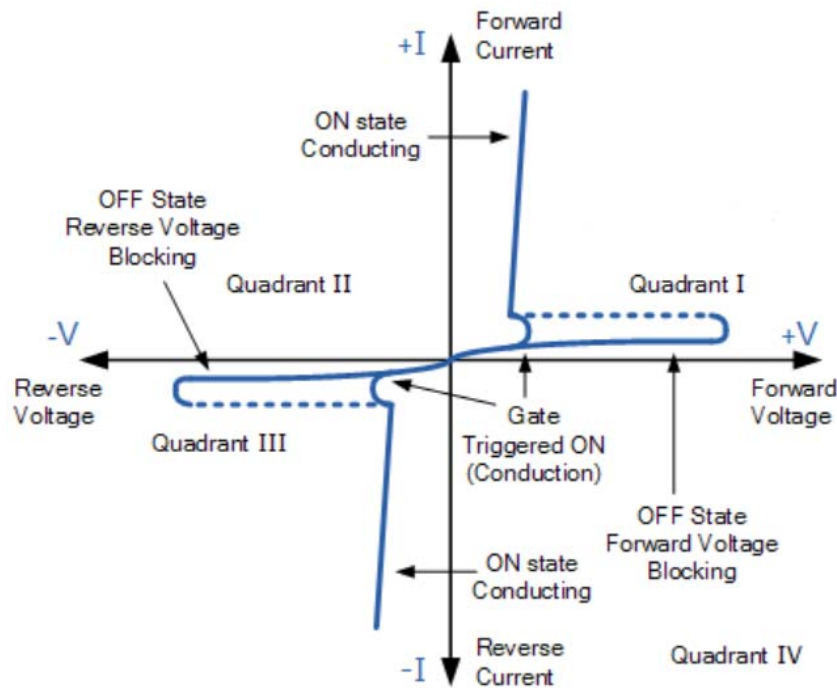 +I
Forward
Current
ON state
Conducting
OFF State
Reverse Voltage
Blocking
Quadrant II
Quadrant I
-V
+V
Reverse
Voltage
Forward
Voltage
Quadrant III
Gate
Triggered ON
(Conduction)
OFF State
Forward Voltage
Blocking
ON state
Conducting
-I
Reverse
Current
Quadrant IV